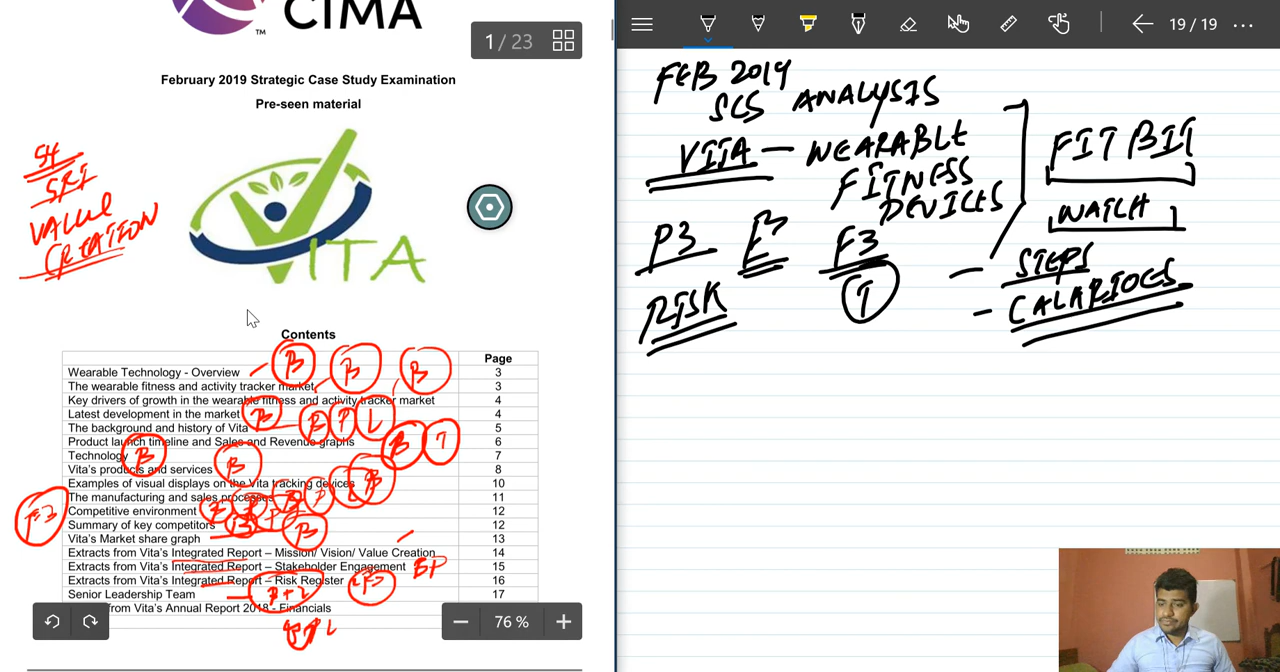 CIMA
TM
1 / 23
February 2019 Strategic Case Study Examination
Pre-seen material
SH
SRI
VALUE
CREATION
VITA
Contents
Page
Wearable Technology - Overview 3
The wearable fitness and activity tracker market 3
Key drivers of growth in the wearable fitness and activity tracker market 4
Latest development in the market 4
The background and history of Vita 5
Product launch timeline and Sales and Revenue graphs 6
Technology 7
Vita's products and services 8
Examples of visual displays on the Vita tracking devices 10
The manufacturing and sales processes 11
Competitive environment 12
Summary of key competitors 12
Vita's Market share graph 13
Extracts from Vita's Integrated Report – Mission/ Vision/ Value Creation 14
Extracts from Vita's Integrated Report – Stakeholder Engagement 15
Extracts from Vita's Integrated Report – Risk Register 16
Senior Leadership Team 17
from Vita's Annual Report 2018 - Financials
B B B
B
B P L
B T
B
B
B
B
F3
BP
76 %
19 / 19
FEB 2019
SCS ANALYSIS
VITA — WEARABLE
FITNESS
DEVICES
FITBIT
WATCH
P3 E3 F3
RISK
1
- STEPS
- CALARIOES